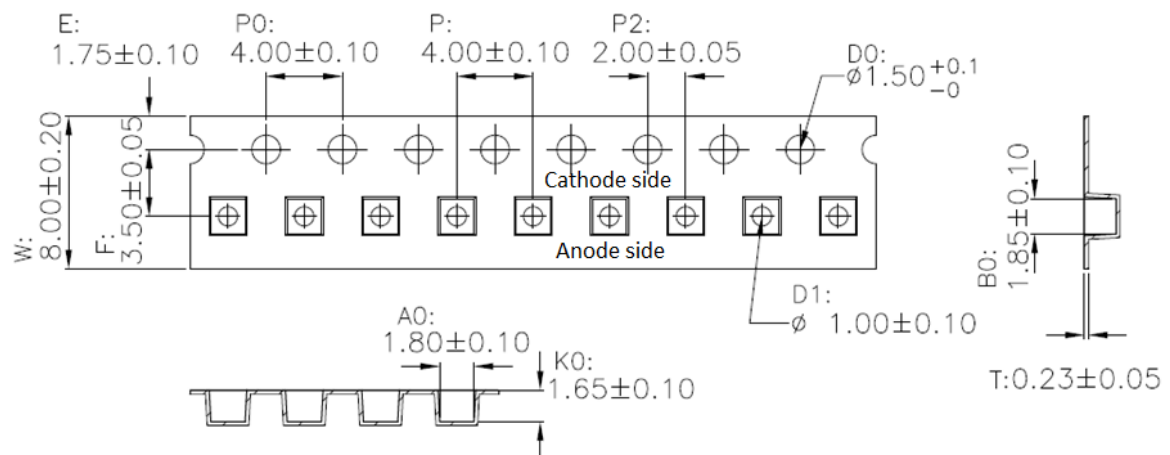 E:
1.75±0.10
P0:
4.00±0.10
P:
4.00±0.10
P2:
2.00±0.05
D0:
ø1.50 +0.1
-0
W:
8.00±0.20
F:
3.50±0.05
Cathode side
Anode side
D1:
ø 1.00±0.10
B0:
1.85±0.10
T:0.23±0.05
A0:
1.80±0.10
K0:
1.65±0.10